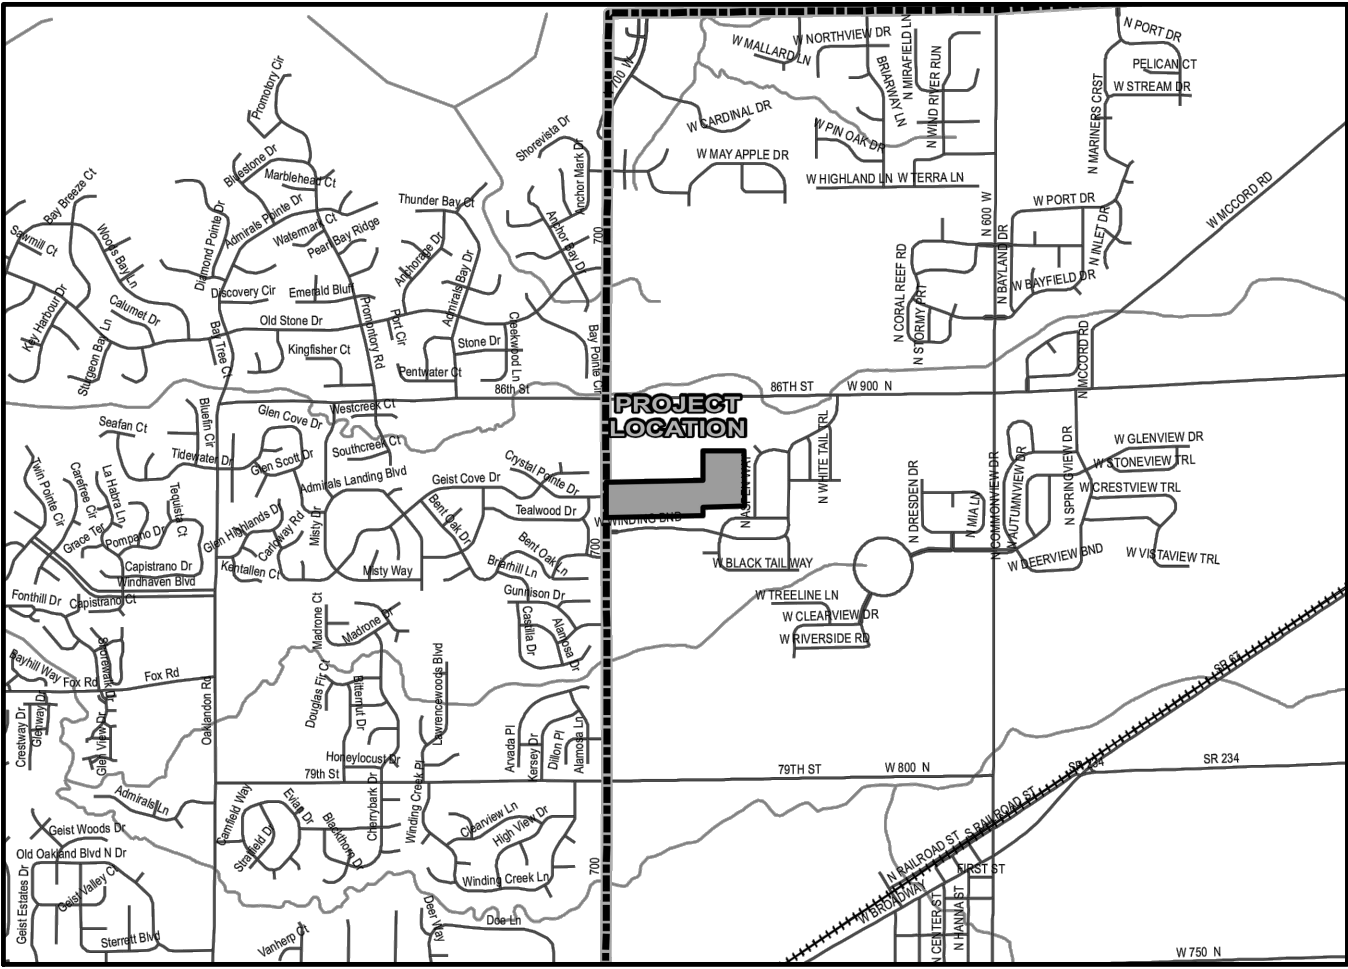 N PORT DR
W NORTHVIEW DR
W MALLARD LN
N MIRAFIELD LN
PELICAN CT
BRIARWAY LN
N WIND RIVER RUN
W STREAM DR
Promotory Cir
700 W
W CARDINAL DR
N MARINERS CRST
W PIN OAK DR
Shorevista Dr
Bluestone Dr
W MAY APPLE DR
Anchor Mark Dr
Marblehead Ct
W HIGHLAND LN
W TERRA LN
Bay Breeze Ct
Thunder Bay Ct
W PORT DR
W MCCORD RD
Admirals Pointe Dr
Watermark Ct
N 600 W
Sawmill Ct
Woods Bay Ln
Diamond Pointe Dr
Pearl Bay Ridge
Anchor Bay Dr
700
N INLET DR
Anchorage Dr
N BAYLAND DR
N CORAL REEF RD
W BAYFIELD DR
Discovery Cir
Emerald Bluff
Admirals Bay Dr
Key Harbour Dr
Calumet Dr
N STORMY PRT
Old Stone Dr
Port Cir
Promontory Rd
Sturgeon Bay Ln
Bay Tree Ct
Kingfisher Ct
Stone Dr
Creekwood Ln
Bay Pointe Cir
N MCCORD RD
Pentwater Ct
86th St
86TH ST
W 900 N
PROJECT
LOCATION
Bluefin Cir
Westcreek Ct
Glen Cove Dr
Seafan Ct
N WHITE TAIL TRL
W GLENVIEW DR
Southcreek Ct
Tidewater Dr
Glen Scott Dr
Crystal Pointe Dr
N SPRINGVIEW DR
W STONEVIEW TRL
Twin Pointe Cir
Carefree Cir
La Habra Ln
Admirals Landing Blvd
Geist Cove Dr
N ASPEN WAY
N DRESDEN DR
N COMMONVIEW DR
N AUTUMNVIEW DR
W CRESTVIEW TRL
Tequista Ct
Tealwood Dr
Glen Highlands Dr
Carloway Rd
Misty Dr
Bent Oak Dr
W WINDING BND
N MIA LN
Grace Ter
Pompano Dr
Bent Oak Ln
700
W DEERVIEW BND
W VISTAVIEW TRL
Capistrano Dr
Kentallen Ct
Misty Way
Briarhill Ln
W BLACK TAIL WAY
Windhaven Blvd
Gunnison Dr
W TREELINE LN
Fonthill Dr
Capistrano Ct
Madrone Ct
Madrone Dr
Castilla Dr
Alamosa Dr
W CLEARVIEW DR
W RIVERSIDE RD
Shorewalk Dr
Bayhill Way
Fox Rd
Fox Rd
Lawrencewoods Blvd
SR 67
Oaklandon Rd
Douglas Fir Ct
Bitternut Dr
Crestway Dr
Glenway Dr
Glen View Dr
Arvada Pl
Kersey Dr
Dillon Pl
Alamosa Ln
Honeylocust Dr
79th St
79TH ST
W 800 N
SR 234
SR 234
Admirals Ln
Camfield Way
Evian Dr
Cherrybark Dr
Winding Creek Pl
Clearview Ln
High View Dr
S RAILROAD ST
Geist Woods Dr
Strafield Dr
Blackthorn Dr
N RAILROAD ST
Old Oakland Blvd N Dr
700
FIRST ST
Geist Valley Ct
Winding Creek Ln
W BROADWAY
Geist Estates Dr
Sterrett Blvd
Vanherp Ct
Deer Way
Doe Ln
N CENTER ST
N HANNA ST
W 750 N